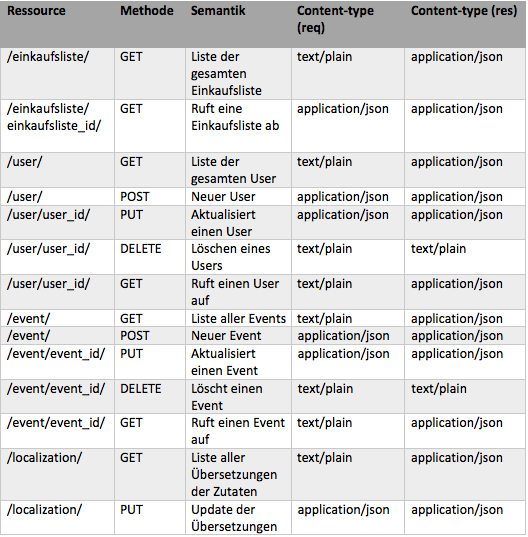 Ressource Methode Semantik Content-type (req) Content-type (res)
/einkaufsliste/ GET Liste der gesamten Einkaufsliste text/plain application/json
/einkaufsliste/einkaufsliste_id/ GET Ruft eine Einkaufsliste ab application/json application/json
/user/ GET Liste der gesamten User text/plain application/json
/user/ POST Neuer User application/json application/json
/user/user_id/ PUT Aktualisiert einen User application/json application/json
/user/user_id/ DELETE Löschen eines Users text/plain text/plain
/user/user_id/ GET Ruft einen User auf text/plain application/json
/event/ GET Liste aller Events text/plain application/json
/event/ POST Neuer Event application/json application/json
/event/event_id/ PUT Aktualisiert einen Event application/json application/json
/event/event_id/ DELETE Löscht einen Event text/plain text/plain
/event/event_id/ GET Ruft einen Event auf text/plain application/json
/localization/ GET Liste aller Übersetzungen der Zutaten text/plain application/json
/localization/ PUT Update der Übersetzungen application/json application/json